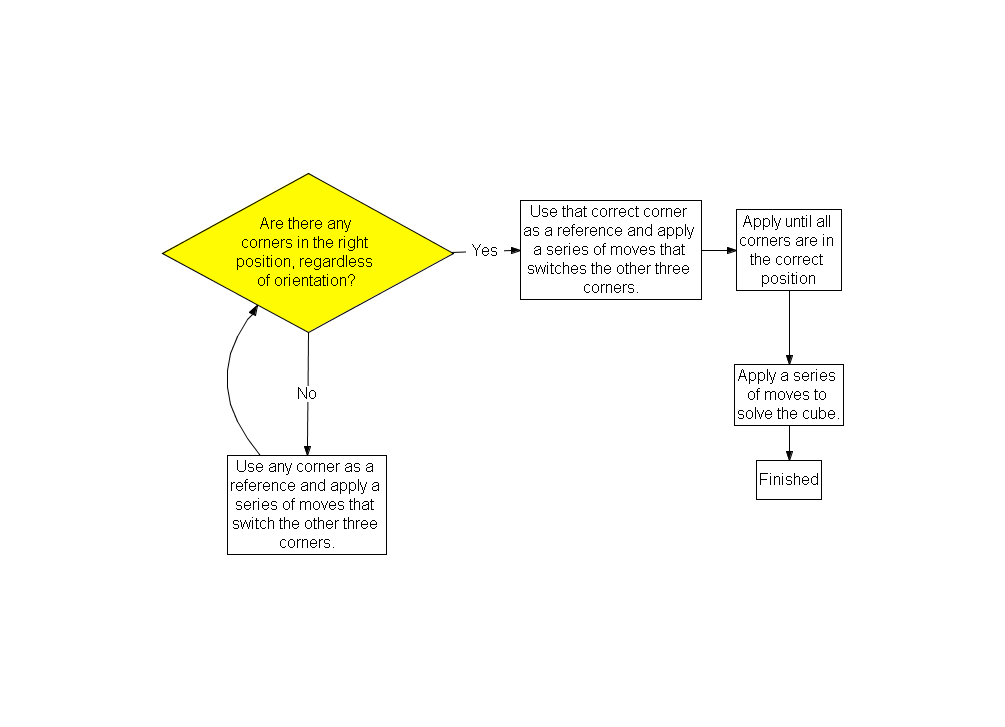 Are there any
corners in the right
position, regardless
of orientation?
Yes
Use that correct corner
as a reference and apply
a series of moves that
switches the other three
corners.
Apply until all
corners are in
the correct
position
No
Apply a series
of moves to
solve the cube.
Finished
Use any corner as a
reference and apply a
series of moves that
switch the other three
corners.